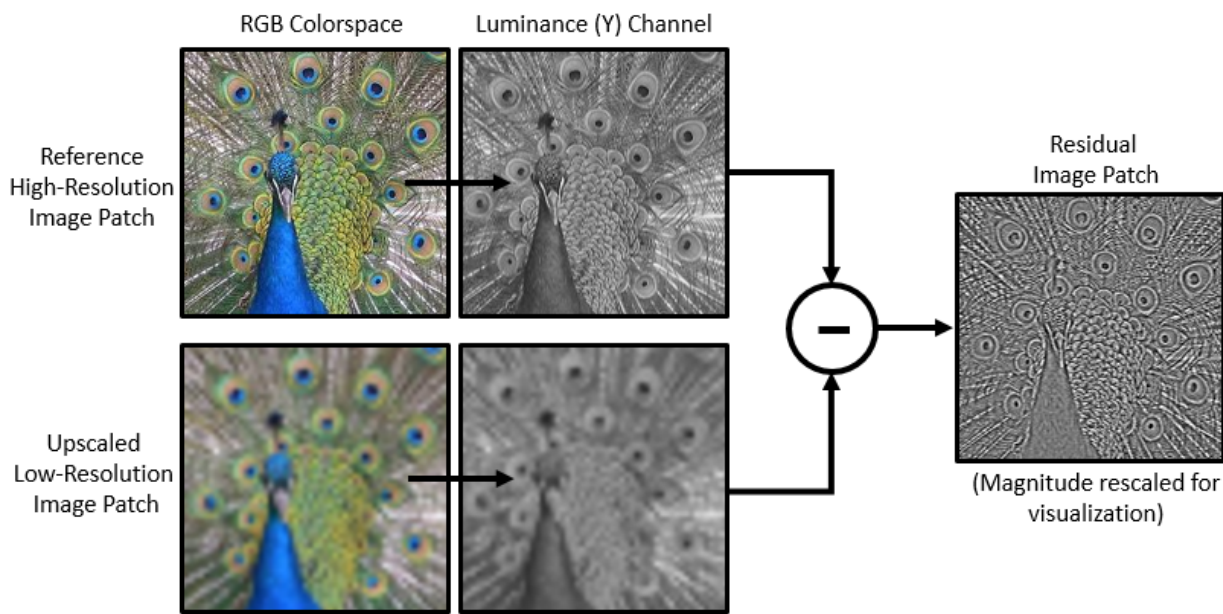 RGB Colorspace
Luminance (Y) Channel
Reference
High-Resolution
Image Patch
Residual
Image Patch
Upscaled
Low-Resolution
Image Patch
(Magnitude rescaled for
visualization)